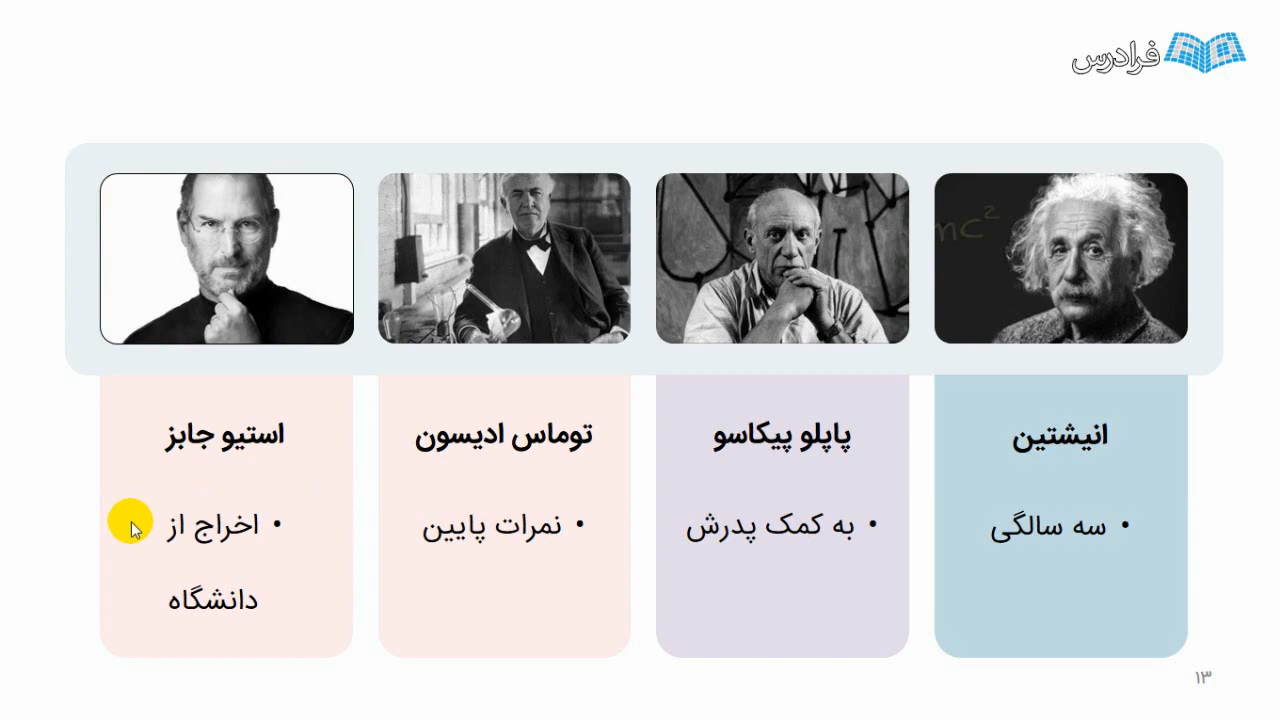 فرادرس
mc²
انیشتین
سه سالگی
پاپلو پیکاسو
به کمک پدرش
توماس ادیسون
نمرات پایین
استیو جابز
اخراج از
دانشگاه
۱۳